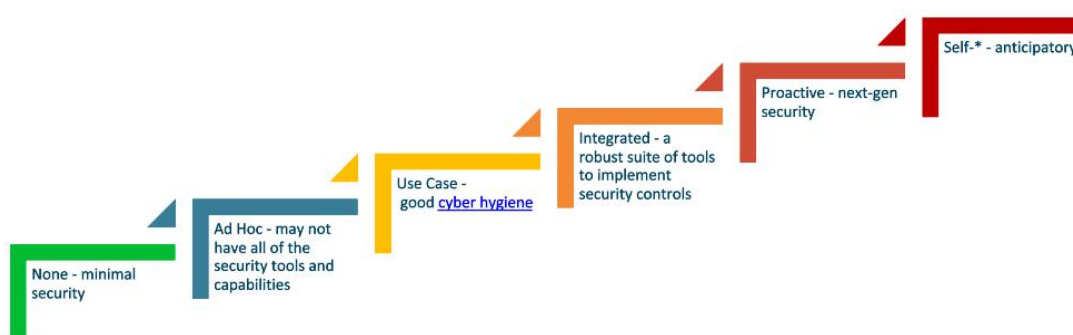 None - minimal
security
Ad Hoc - may not
have all of the
security tools and
capabilities
Use Case -
good cyber hygiene
Integrated - a
robust suite of tools
to implement
security controls
Proactive - next-gen
security
Self-* - anticipatory